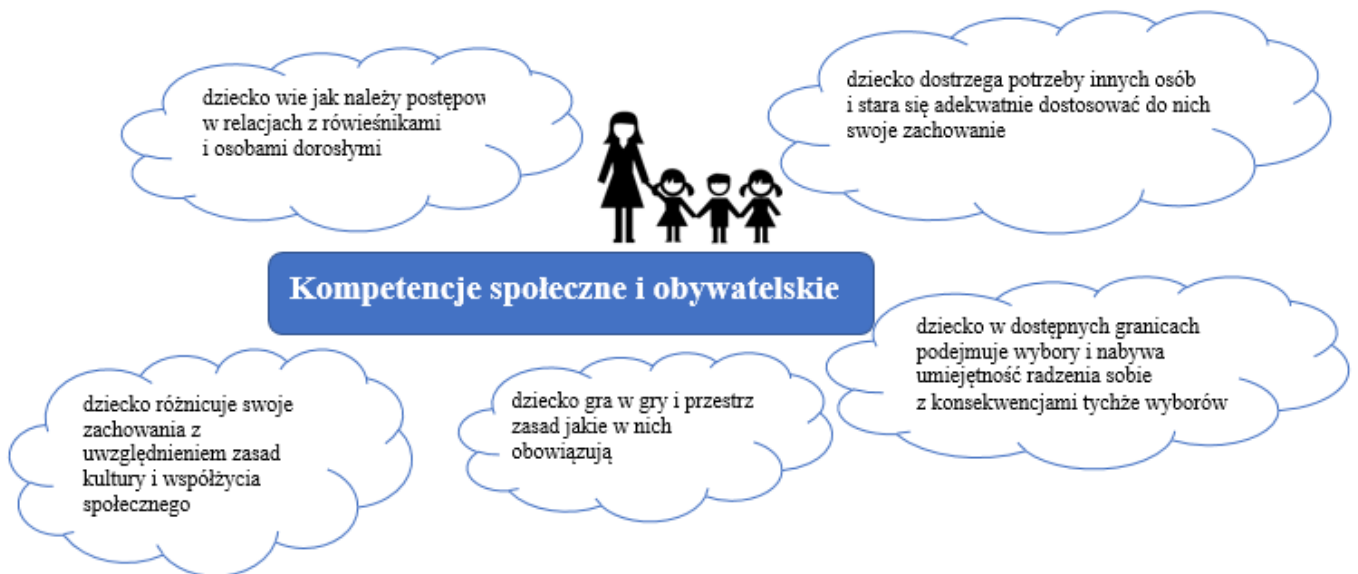 dziecko wie jak należy postępow
w relacjach z rówieśnikami
i osobami dorosłymi
dziecko dostrzega potrzeby innych osób
i stara się adekwatnie dostosować do nich
swoje zachowanie
Kompetencje społeczne i obywatelskie
dziecko w dostępnych granicach
podejmuje wybory i nabywa
umiejętność radzenia sobie
z konsekwencjami tychże wyborów
dziecko różnicuje swoje
zachowania z
uwzględnieniem zasad
kultury i współżycia
społecznego
dziecko gra w gry i przestrz
zasad jakie w nich
obowiązują